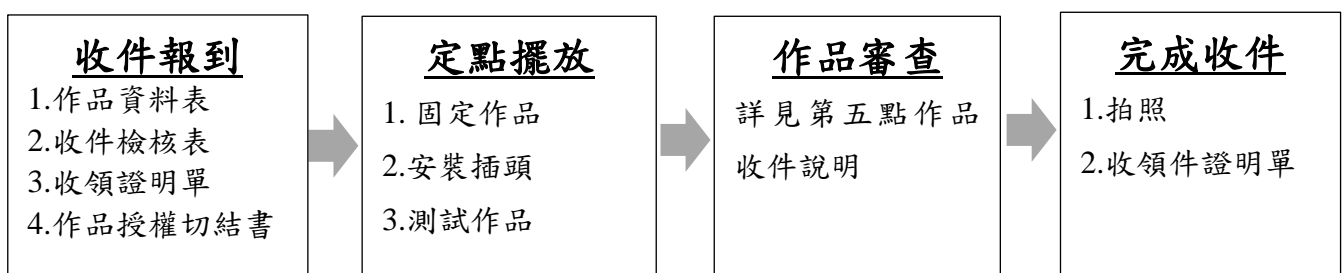 收件報到
1.作品資料表
2.收件檢核表
3.收領證明單
4.作品授權切結書
定點擺放
1. 固定作品
2.安裝插頭
3.測試作品
作品審查
詳見第五點作品
收件說明
完成收件
1.拍照
2.收領件證明單